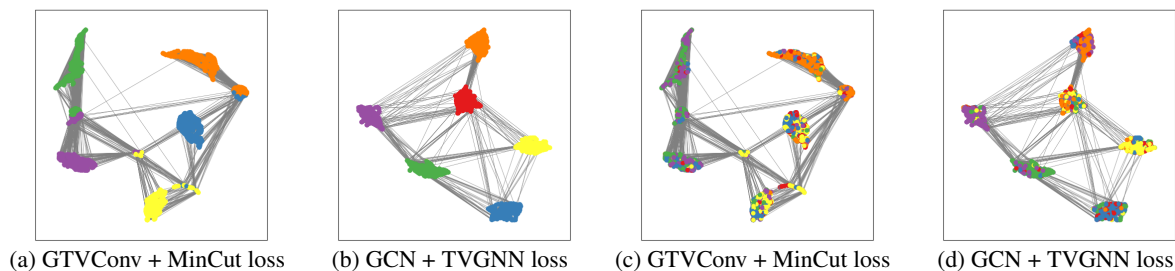 (a) GTVConv + MinCut loss
(b) GCN + TVGNN loss
(c) GTVConv + MinCut loss
(d) GCN + TVGNN loss